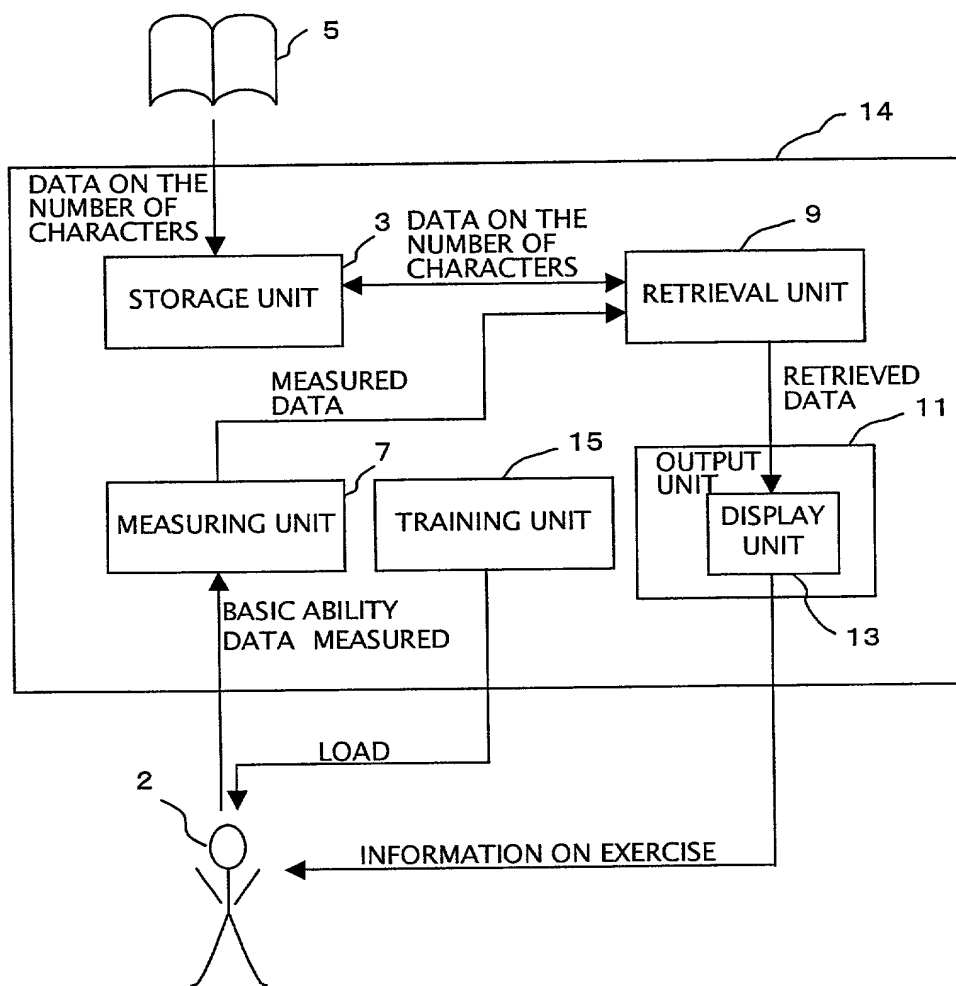 5
14
DATA ON THE
NUMBER OF
CHARACTERS
3
DATA ON THE
NUMBER OF
CHARACTERS
9
STORAGE UNIT
RETRIEVAL UNIT
MEASURED
DATA
RETRIEVED
DATA
11
7
15
OUTPUT
UNIT
MEASURING UNIT
TRAINING UNIT
DISPLAY
UNIT
BASIC ABILITY
DATA MEASURED
13
LOAD
2
INFORMATION ON EXERCISE